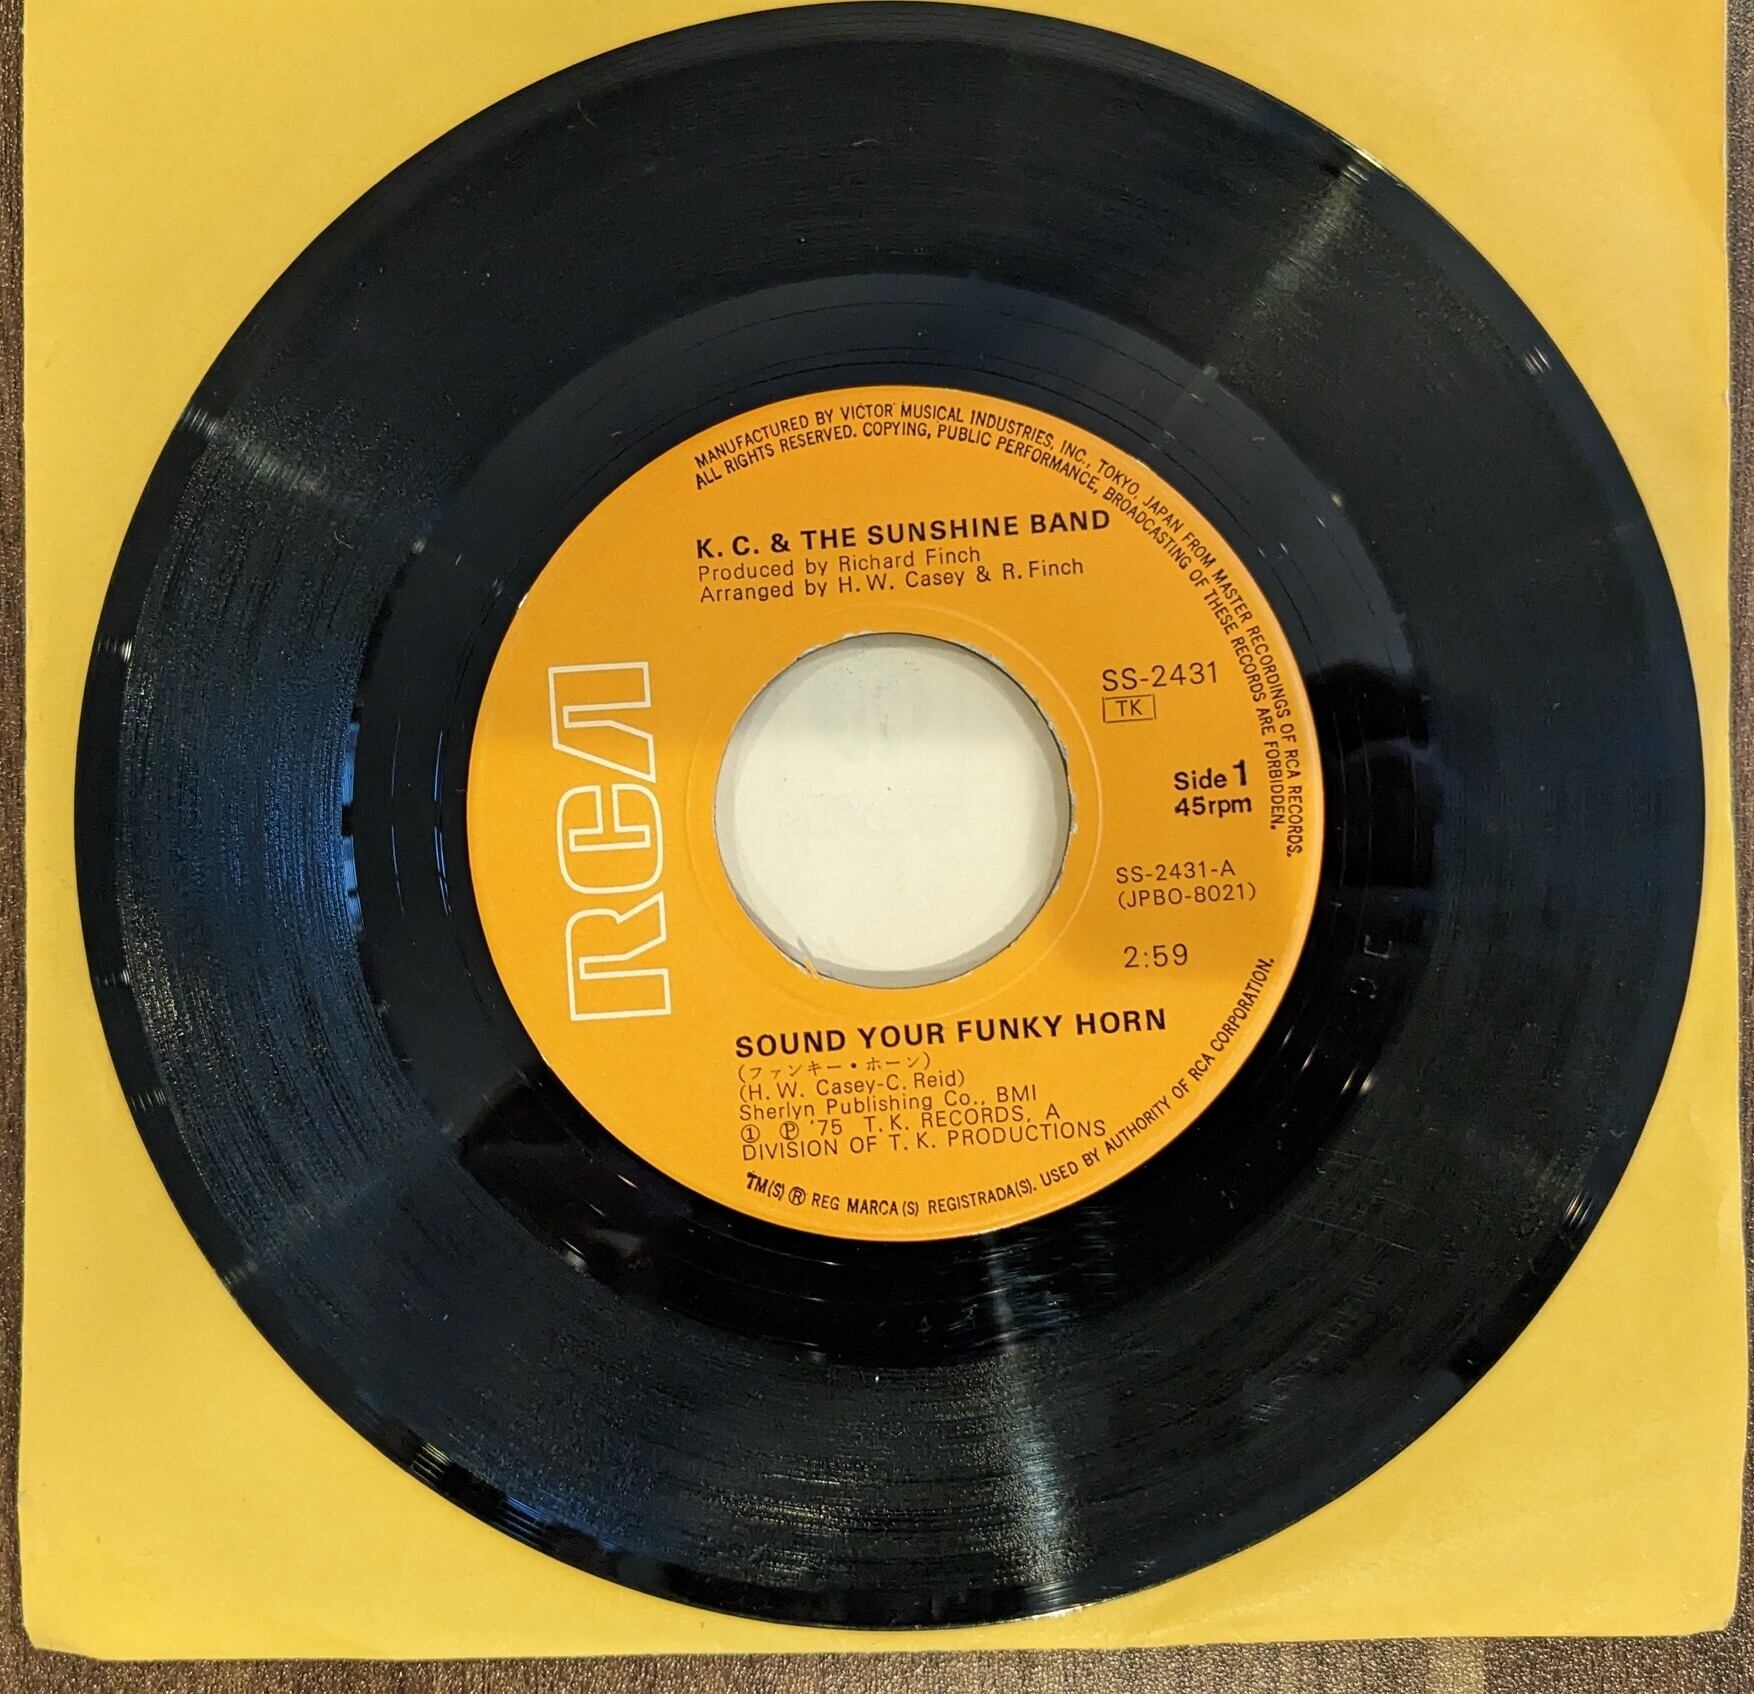 MANUFACTURED BY VICTOR MUSICAL INDUSTRIES, INC., TOKYO, JAPAN FROM MASTER RECORDINGS OF RCA RECORDS.
ALL RIGHTS RESERVED. COPYING, PUBLIC PERFORMANCE, BROADCASTING OF THESE RECORDS ARE FORBIDDEN.
K. C. & THE SUNSHINE BAND
Produced by Richard Finch
Arranged by H. W. Casey & R. Finch
RCA
SS-2431
TK
Side 1
45rpm
SS-2431-A
(JPBO-8021)
2:59
SOUND YOUR FUNKY HORN
(ファンキー・ホーン)
(H. W. Casey-C. Reid)
Sherlyn Publishing Co., BMI
① ℗ '75 T. K. RECORDS, A
DIVISION OF T. K. PRODUCTIONS
TM(S) ® REG MARCA(S) REGISTRADA(S). USED BY AUTHORITY OF RCA CORPORATION.